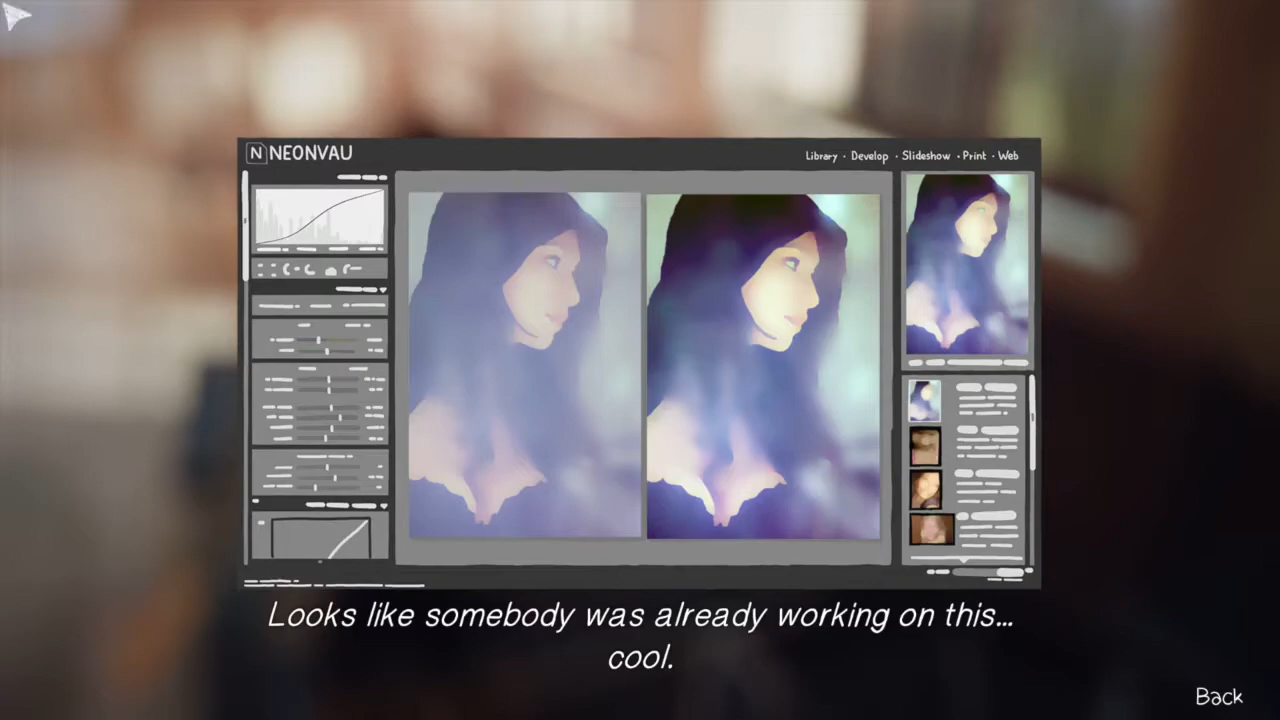 N NEONVAU
Library · Develop · Slideshow · Print · Web
Looks like somebody was already working on this...
cool.
Back